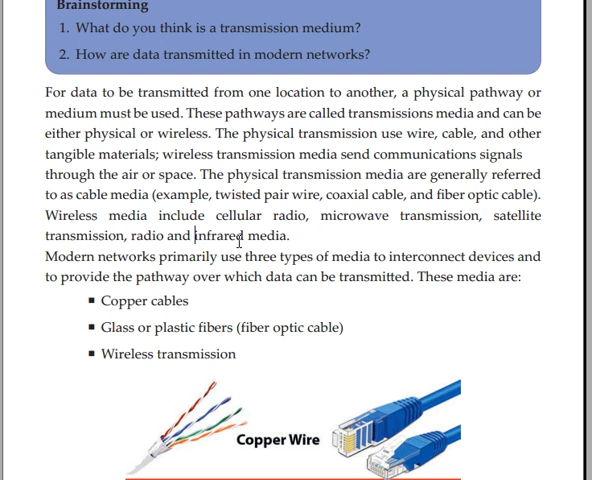 Brainstorming
1. What do you think is a transmission medium?
2. How are data transmitted in modern networks?
For data to be transmitted from one location to another, a physical pathway or
medium must be used. These pathways are called transmissions media and can be
either physical or wireless. The physical transmission use wire, cable, and other
tangible materials; wireless transmission media send communications signals
through the air or space. The physical transmission media are generally referred
to as cable media (example, twisted pair wire, coaxial cable, and fiber optic cable).
Wireless media include cellular radio, microwave transmission, satellite
transmission, radio and infrared media.
Modern networks primarily use three types of media to interconnect devices and
to provide the pathway over which data can be transmitted. These media are:
▪ Copper cables
▪ Glass or plastic fibers (fiber optic cable)
▪ Wireless transmission
Copper Wire